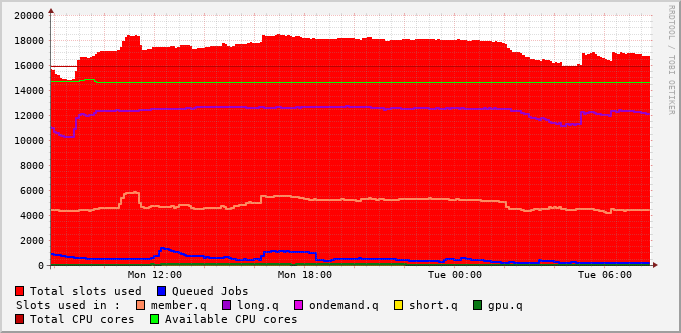 20000
18000
16000
14000
12000
10000
8000
6000
4000
2000
0
Mon 12:00 Mon 18:00 Tue 00:00 Tue 06:00
RRDTOOL / TOBI OETIKER
Total slots used Queued Jobs
Slots used in : member.q long.q ondemand.q short.q gpu.q
Total CPU cores Available CPU cores